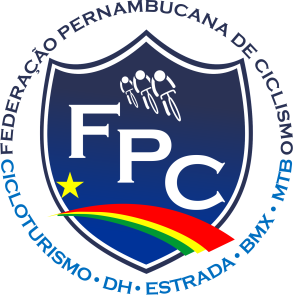 FEDERAÇÃO PERNAMBUCANA DE CICLISMO
FPC
CICLOTURISMO • DH • ESTRADA • BMX • MTB